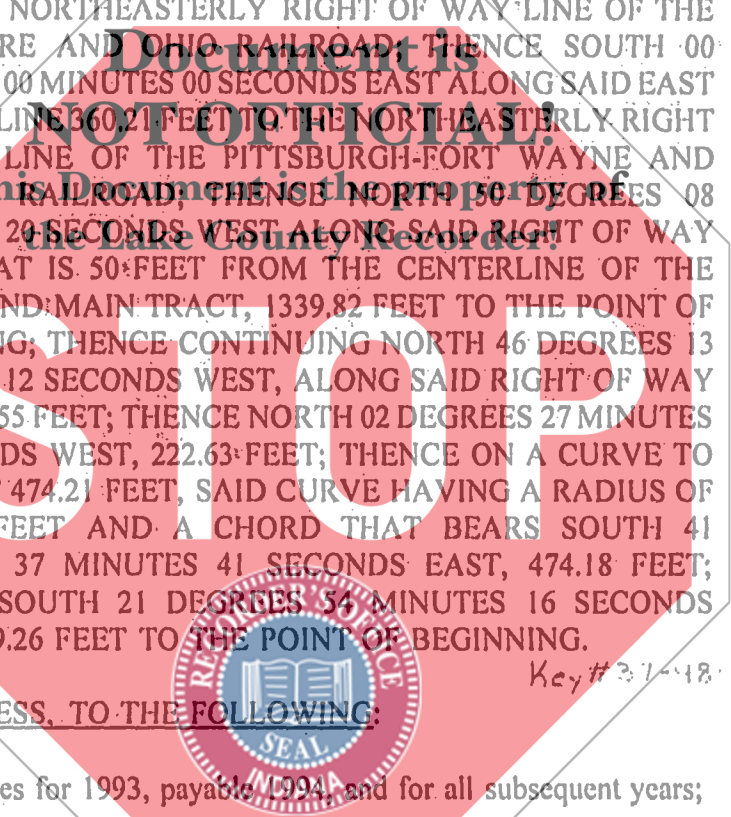 NORTHEASTERLY RIGHT OF WAY LINE OF THE
RE AND OHIO RAILROAD; THENCE SOUTH 00
00 MINUTES 00 SECONDS EAST ALONG SAID EAST
LINE 360.21 FEET TO THE NORTHEASTERLY RIGHT
LINE OF THE PITTSBURGH-FORT WAYNE AND
RAILROAD; THENCE NORTH 50 DEGREES 08
20 SECONDS WEST ALONG SAID RIGHT OF WAY
AT IS 50 FEET FROM THE CENTERLINE OF THE
ND MAIN TRACT, 1339.82 FEET TO THE POINT OF
NG; THENCE CONTINUING NORTH 46 DEGREES 13
12 SECONDS WEST, ALONG SAID RIGHT OF WAY
55 FEET; THENCE NORTH 02 DEGREES 27 MINUTES
DS WEST, 222.63 FEET; THENCE ON A CURVE TO
474.21 FEET, SAID CURVE HAVING A RADIUS OF
FEET AND A CHORD THAT BEARS SOUTH 41
37 MINUTES 41 SECONDS EAST, 474.18 FEET;
SOUTH 21 DEGREES 54 MINUTES 16 SECONDS
9.26 FEET TO THE POINT OF BEGINNING.
Key #
ESS, TO THE FOLLOWING:
es for 1993, payable 1994, and for all subsequent years;
Document is
NOT OFFICIAL!
his Document is the property of
the Lake County Recorder!
STOP
RECORDER'S OFFICE
SEAL
INDIANA